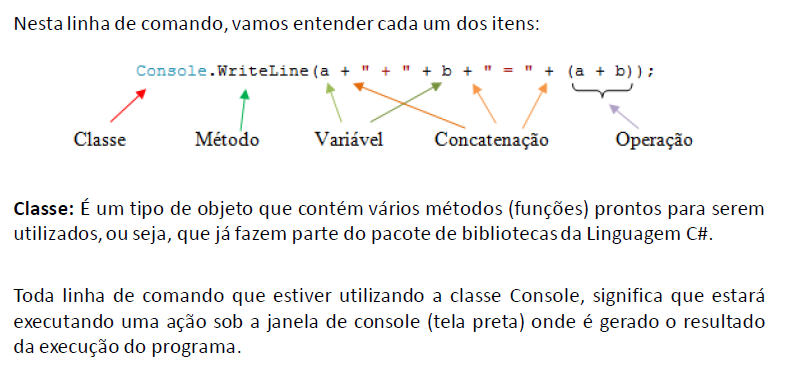 Nesta linha de comando, vamos entender cada um dos itens:
Console.WriteLine(a + " + " + b + " = " + (a + b));
Classe Método Variável Concatenação Operação
Classe: É um tipo de objeto que contém vários métodos (funções) prontos para serem
utilizados, ou seja, que já fazem parte do pacote de bibliotecas da Linguagem C#.
Toda linha de comando que estiver utilizando a classe Console, significa que estará
executando uma ação sob a janela de console (tela preta) onde é gerado o resultado
da execução do programa.